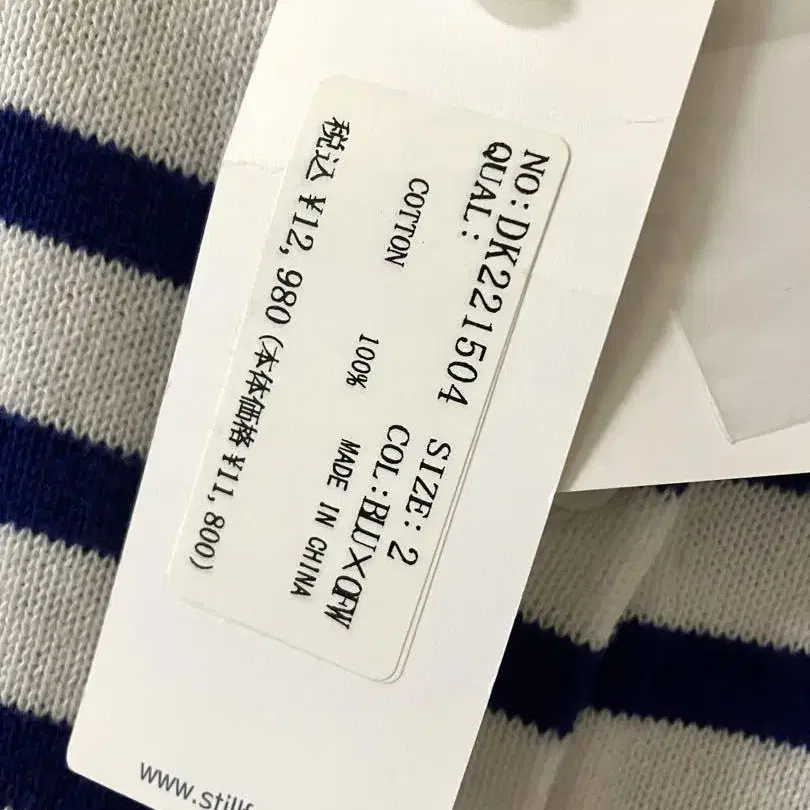 NO:DK221504 SIZE:2
QUAL: COL:BLU×OFW
COTTON 100% MADE IN CHINA
税込 ¥12,980(本体価格¥11,800)
www.still